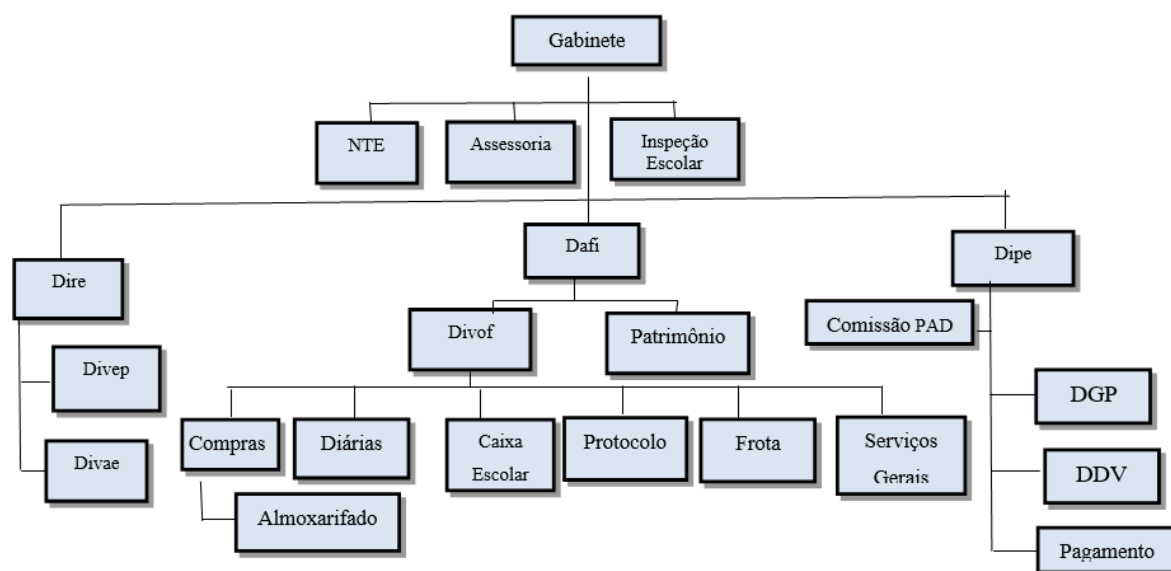 Gabinete
NTE
Assessoria
Inspeção
Escolar
Dire
Dafi
Dipe
Divof
Patrimônio
Comissão PAD
Divep
DGP
Compras
Diárias
Caixa
Escolar
Protocolo
Frota
Serviços
Gerais
Divae
DDV
Almoxarifado
Pagamento